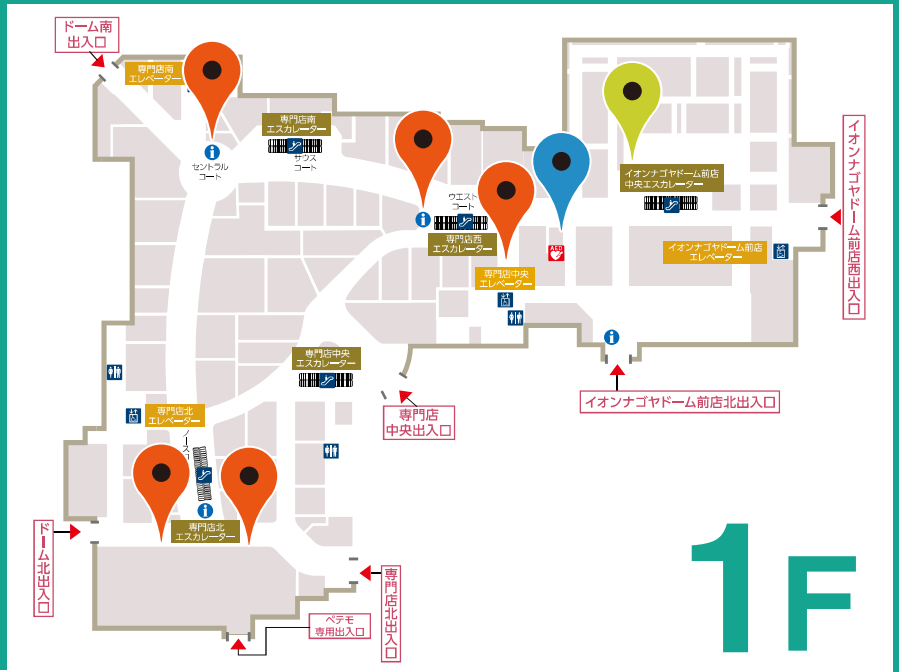 ドーム南
出入口
専門店南
エレベーター
専門店南
エスカレーター
セントラル
コート
サウス
コート
イオンナゴヤドーム前店
中央エスカレーター
イオンナゴヤドーム前店西出入口
ウエスト
コート
専門店西
エスカレーター
AED
イオンナゴヤドーム前店
エレベーター
専門店中央
エレベーター
専門店中央
エスカレーター
イオンナゴヤドーム前店北出入口
専門店
中央出入口
専門店北
エレベーター
ノースコ
専門店北
エスカレーター
ドーム北出入口
専門店北出入口
ペテモ
専用出入口
1F